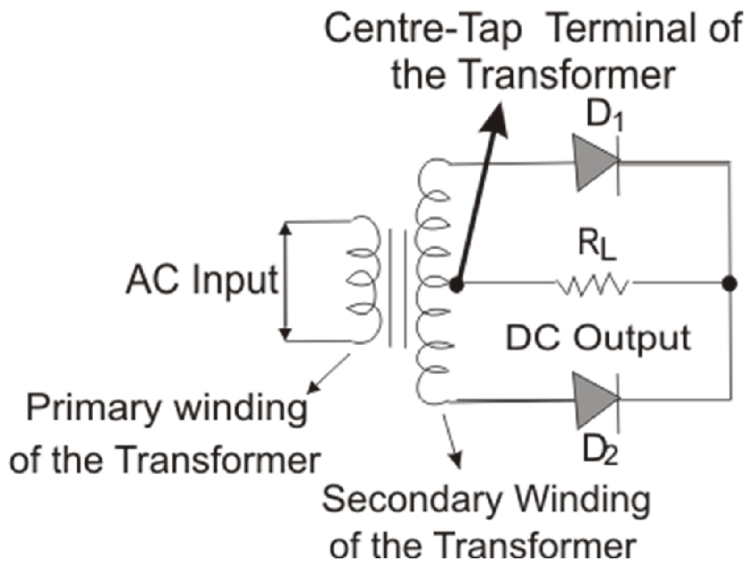 Centre-Tap Terminal of
the Transformer
D1
AC Input
RL
DC Output
Primary winding
of the Transformer
D2
Secondary Winding
of the Transformer